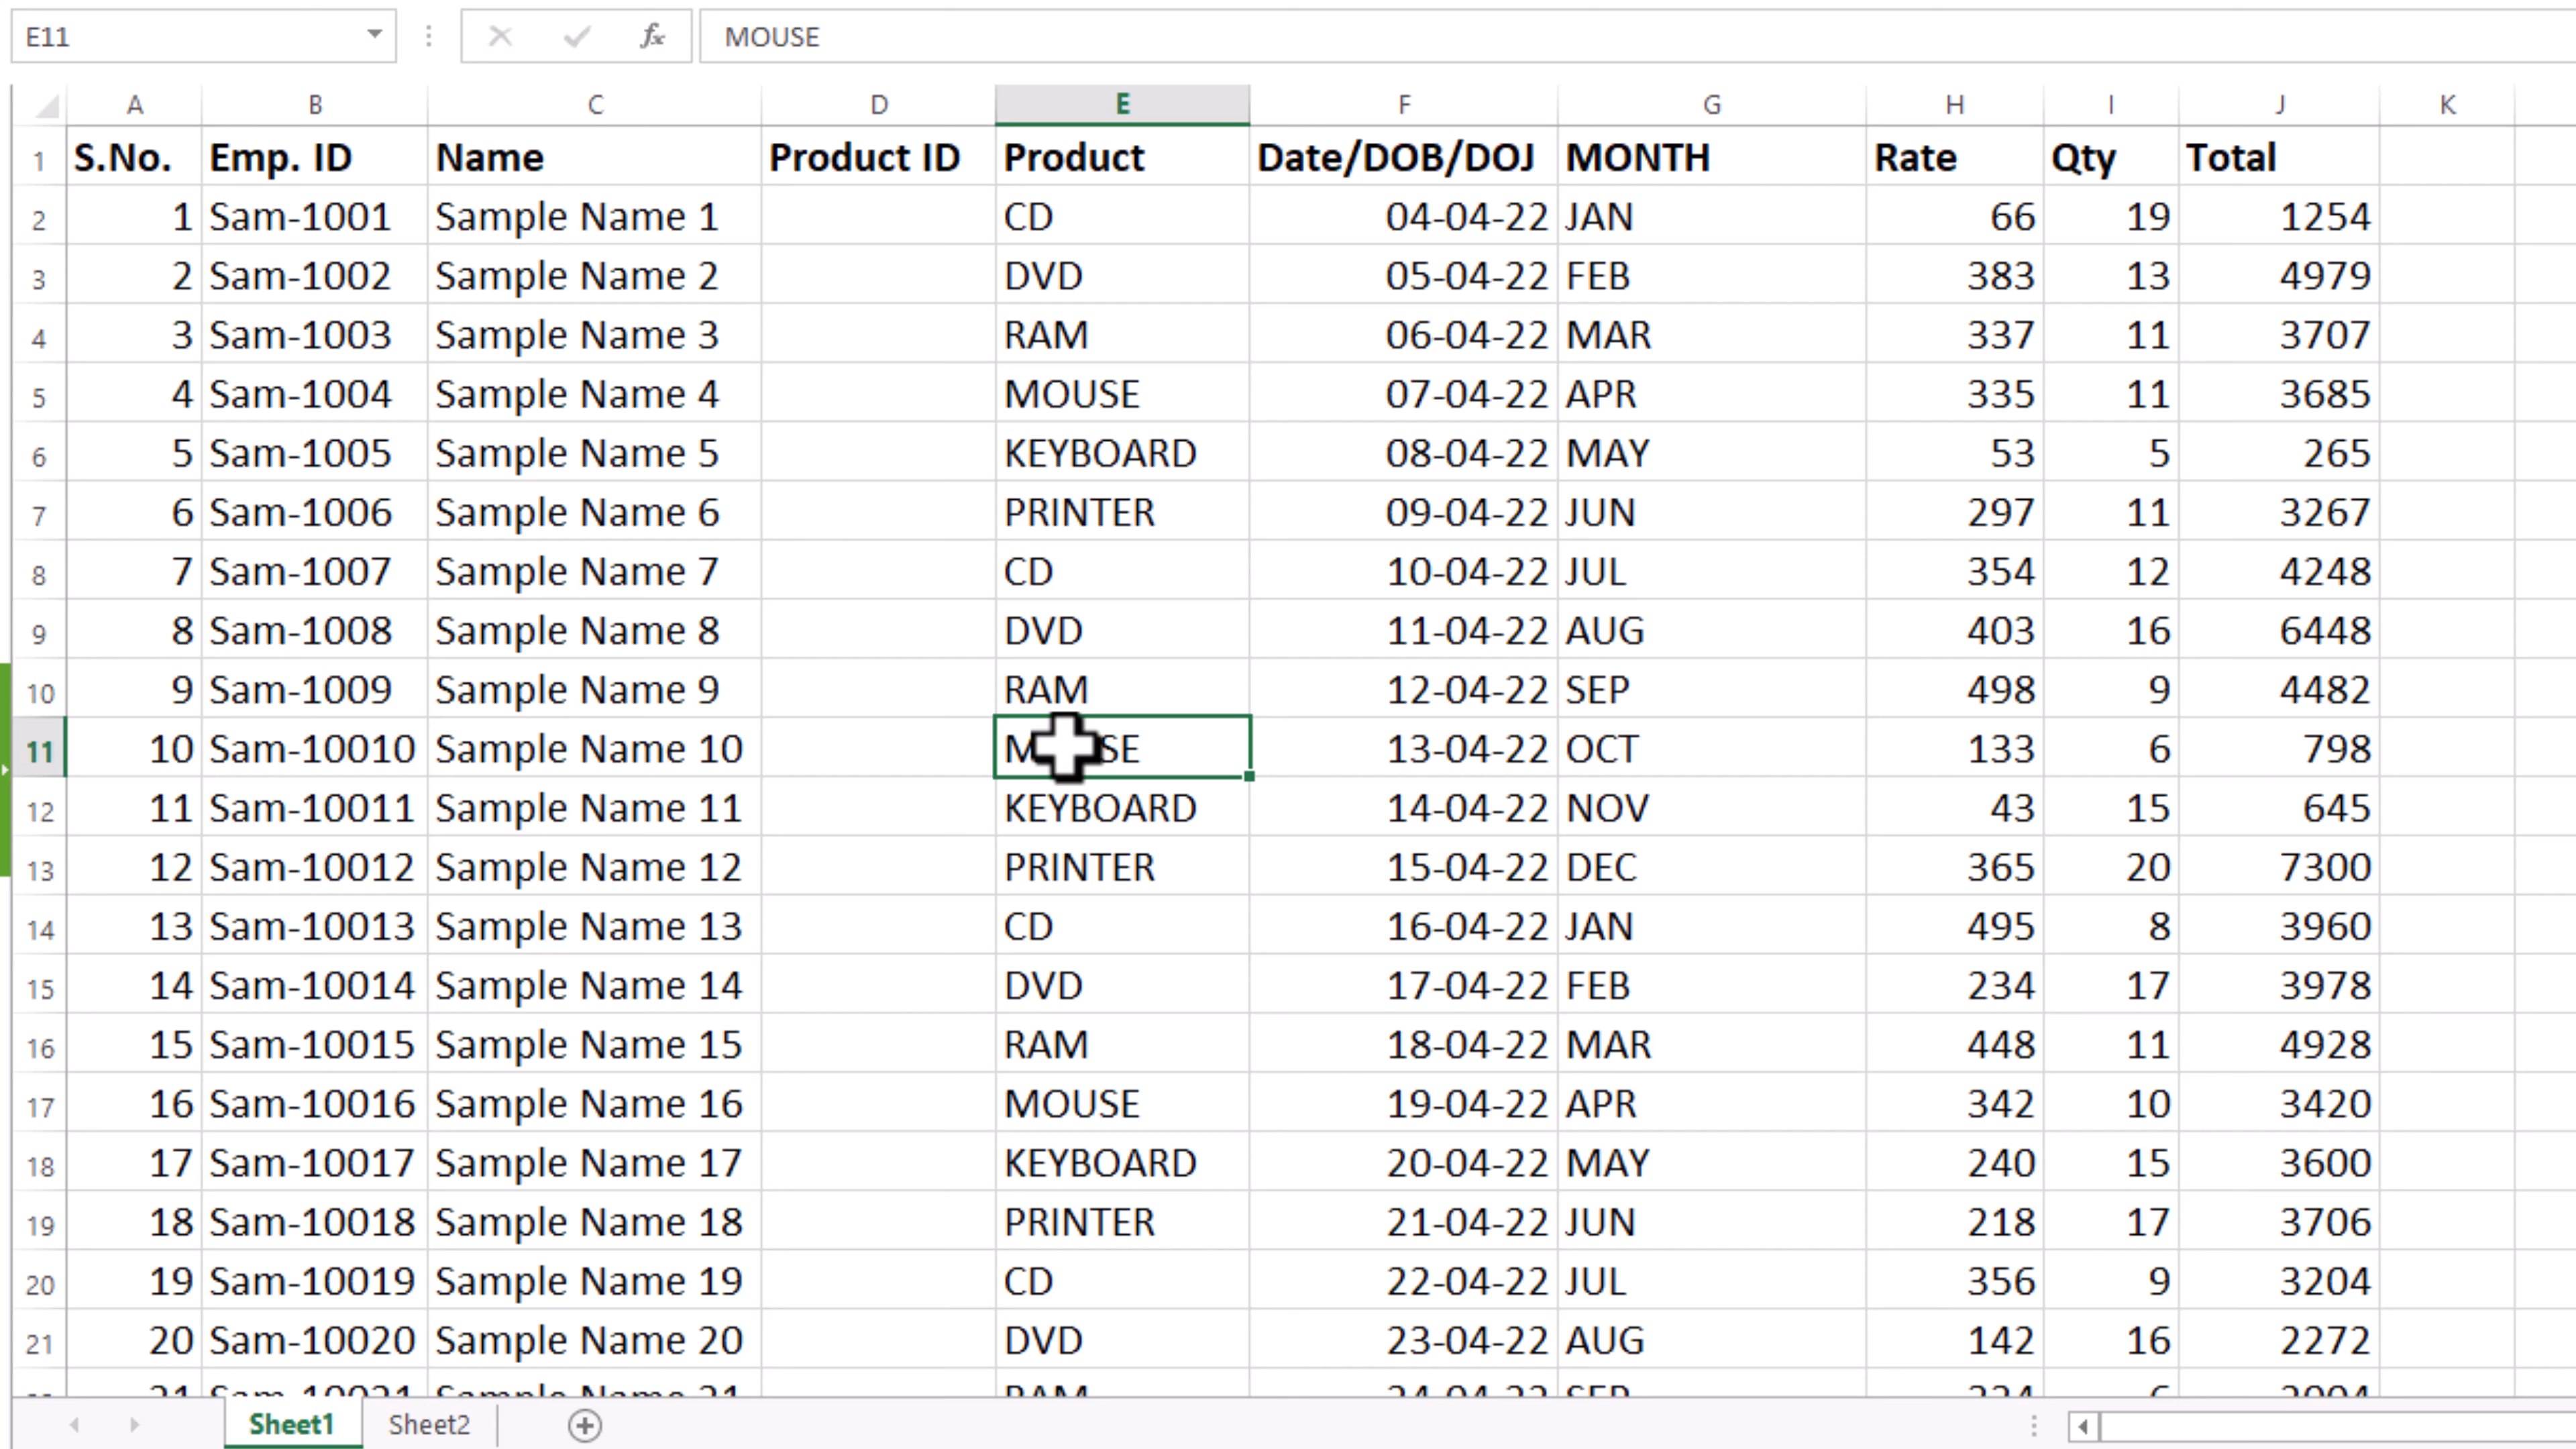 E11 fx MOUSE
A B C D E F G H I J K
1 S.No. Emp. ID Name Product ID Product Date/DOB/DOJ MONTH Rate Qty Total
2 1 Sam-1001 Sample Name 1 CD 04-04-22 JAN 66 19 1254
3 2 Sam-1002 Sample Name 2 DVD 05-04-22 FEB 383 13 4979
4 3 Sam-1003 Sample Name 3 RAM 06-04-22 MAR 337 11 3707
5 4 Sam-1004 Sample Name 4 MOUSE 07-04-22 APR 335 11 3685
6 5 Sam-1005 Sample Name 5 KEYBOARD 08-04-22 MAY 53 5 265
7 6 Sam-1006 Sample Name 6 PRINTER 09-04-22 JUN 297 11 3267
8 7 Sam-1007 Sample Name 7 CD 10-04-22 JUL 354 12 4248
9 8 Sam-1008 Sample Name 8 DVD 11-04-22 AUG 403 16 6448
10 9 Sam-1009 Sample Name 9 RAM 12-04-22 SEP 498 9 4482
11 10 Sam-10010 Sample Name 10 MOUSE 13-04-22 OCT 133 6 798
12 11 Sam-10011 Sample Name 11 KEYBOARD 14-04-22 NOV 43 15 645
13 12 Sam-10012 Sample Name 12 PRINTER 15-04-22 DEC 365 20 7300
14 13 Sam-10013 Sample Name 13 CD 16-04-22 JAN 495 8 3960
15 14 Sam-10014 Sample Name 14 DVD 17-04-22 FEB 234 17 3978
16 15 Sam-10015 Sample Name 15 RAM 18-04-22 MAR 448 11 4928
17 16 Sam-10016 Sample Name 16 MOUSE 19-04-22 APR 342 10 3420
18 17 Sam-10017 Sample Name 17 KEYBOARD 20-04-22 MAY 240 15 3600
19 18 Sam-10018 Sample Name 18 PRINTER 21-04-22 JUN 218 17 3706
20 19 Sam-10019 Sample Name 19 CD 22-04-22 JUL 356 9 3204
21 20 Sam-10020 Sample Name 20 DVD 23-04-22 AUG 142 16 2272
Sheet1 Sheet2